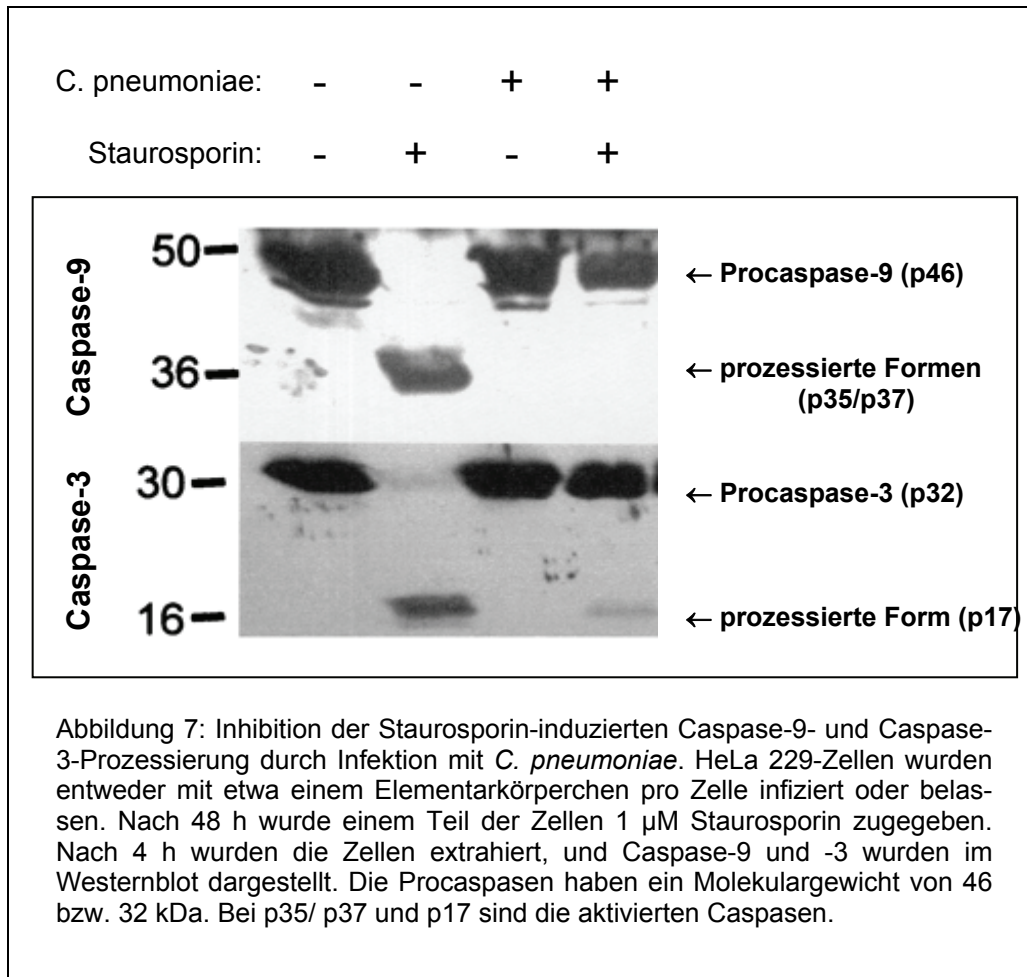 C. pneumoniae: - - + +
Staurosporin: - + - +
Caspase-9
50
← Procaspase-9 (p46)
36
← prozessierte Formen
(p35/p37)
Caspase-3
30
← Procaspase-3 (p32)
16
← prozessierte Form (p17)
Abbildung 7: Inhibition der Staurosporin-induzierten Caspase-9- und Caspase-
3-Prozessierung durch Infektion mit C. pneumoniae. HeLa 229-Zellen wurden
entweder mit etwa einem Elementarkörperchen pro Zelle infiziert oder belas-
sen. Nach 48 h wurde einem Teil der Zellen 1 µM Staurosporin zugegeben.
Nach 4 h wurden die Zellen extrahiert, und Caspase-9 und -3 wurden im
Westernblot dargestellt. Die Procaspasen haben ein Molekulargewicht von 46
bzw. 32 kDa. Bei p35/ p37 und p17 sind die aktivierten Caspasen.